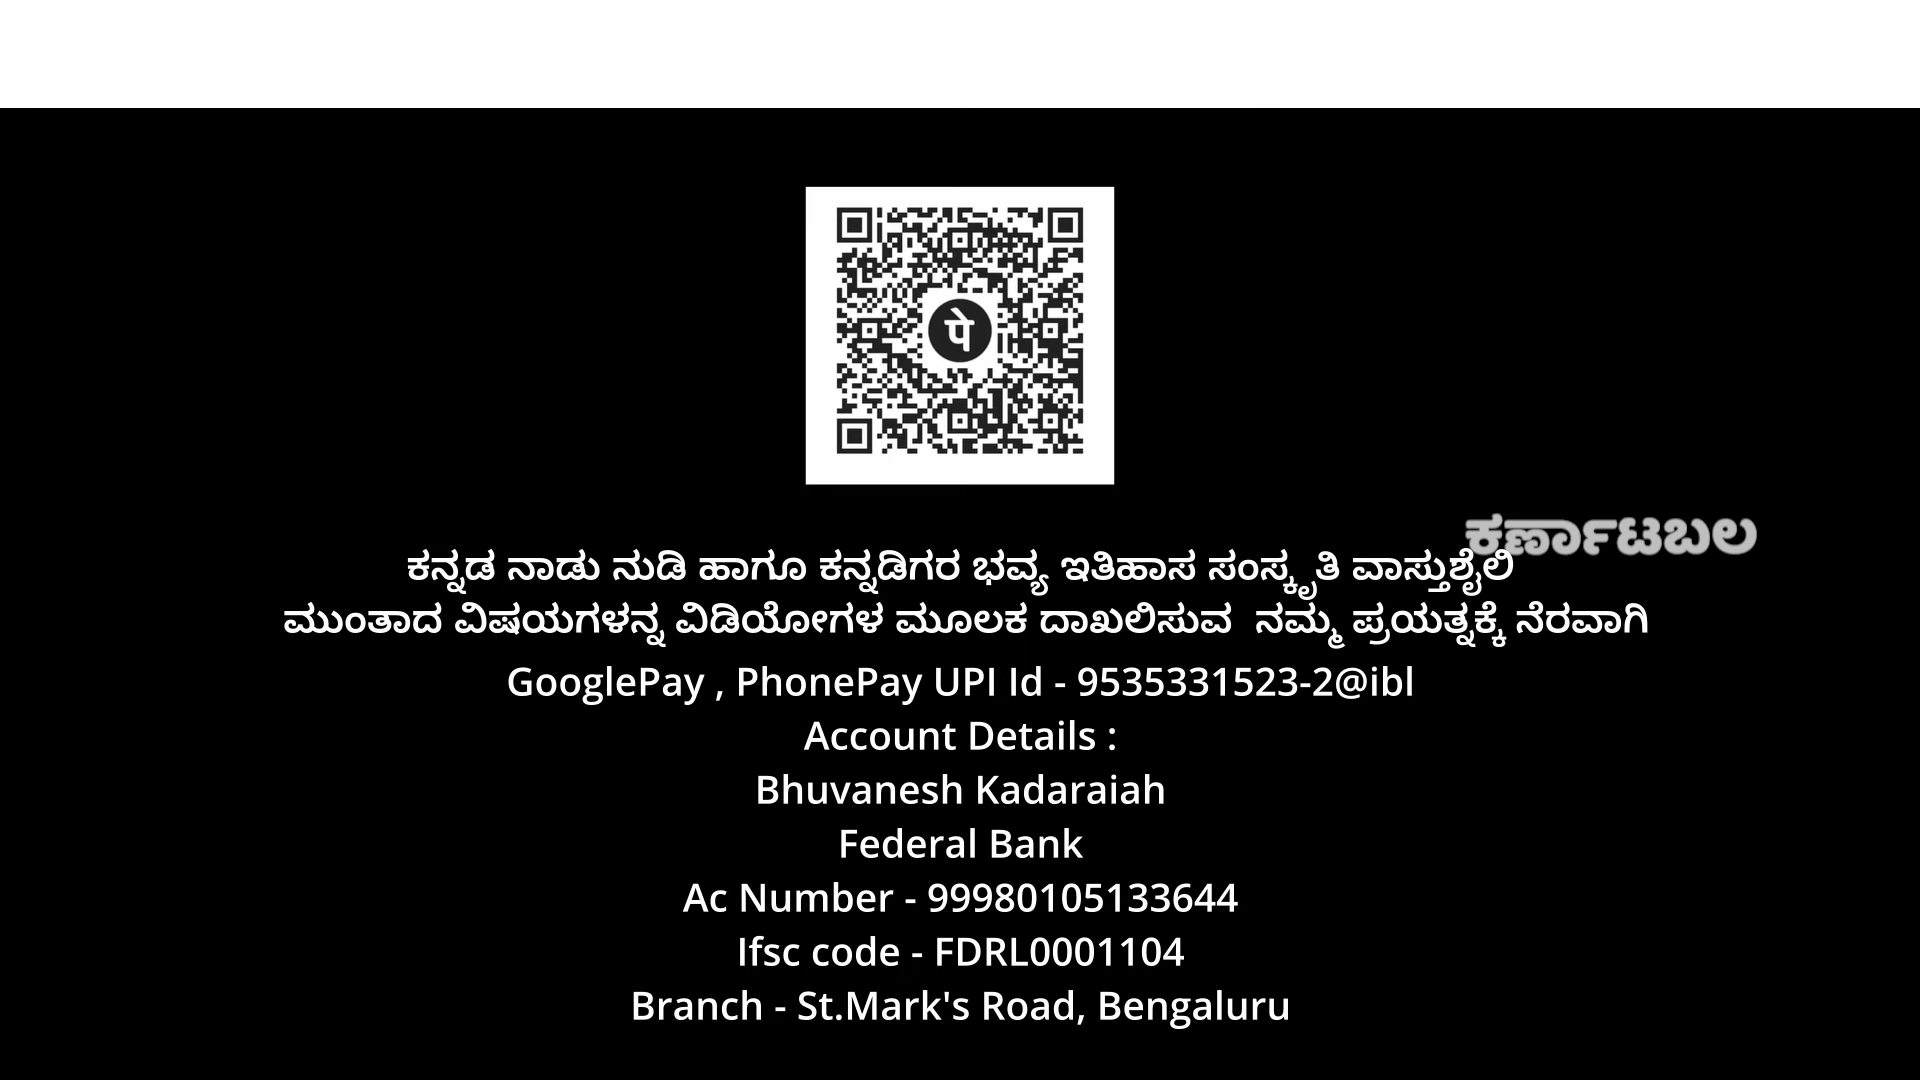 पे
ಕರ್ಣಾಟಬಲ
ಕನ್ನಡ ನಾಡು ನುಡಿ ಹಾಗೂ ಕನ್ನಡಿಗರ ಭವ್ಯ ಇತಿಹಾಸ ಸಂಸ್ಕೃತಿ ವಾಸ್ತುಶೈಲಿ
ಮುಂತಾದ ವಿಷಯಗಳನ್ನ ವಿಡಿಯೋಗಳ ಮೂಲಕ ದಾಖಲಿಸುವ ನಮ್ಮ ಪ್ರಯತ್ನಕ್ಕೆ ನೆರವಾಗಿ
GooglePay , PhonePay UPI Id - 9535331523-2@ibl
Account Details :
Bhuvanesh Kadaraiah
Federal Bank
Ac Number - 99980105133644
Ifsc code - FDRL0001104
Branch - St.Mark's Road, Bengaluru